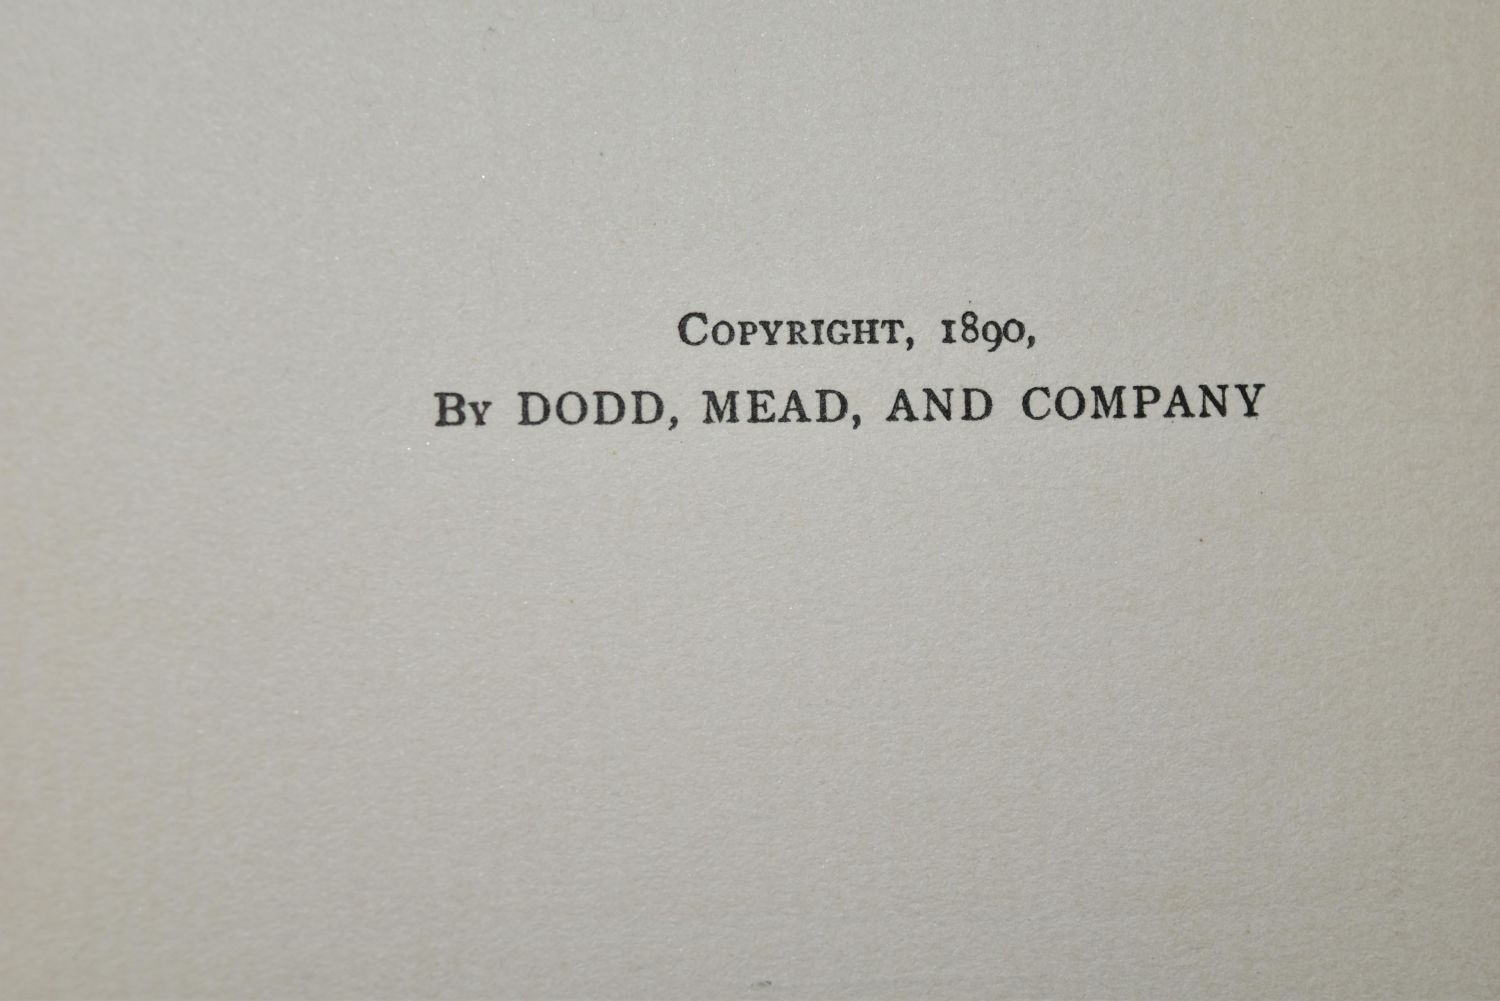 Copyright, 1890,
By DODD, MEAD, AND COMPANY